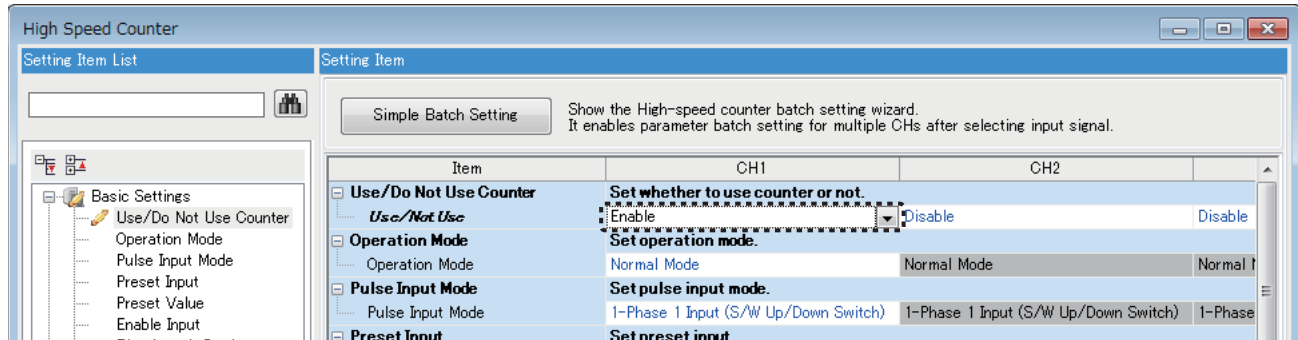 High Speed Counter
Setting Item List
Setting Item
Simple Batch Setting
Show the High-speed counter batch setting wizard.
It enables parameter batch setting for multiple CHs after selecting input signal.
Basic Settings
Use/Do Not Use Counter
Operation Mode
Pulse Input Mode
Preset Input
Preset Value
Enable Input
Item CH1 CH2
Use/Do Not Use Counter Set whether to use counter or not.
Use/Not Use Enable Disable Disable
Operation Mode Set operation mode.
Operation Mode Normal Mode Normal Mode Normal
Pulse Input Mode Set pulse input mode.
Pulse Input Mode 1-Phase 1 Input (S/W Up/Down Switch) 1-Phase 1 Input (S/W Up/Down Switch) 1-Phase
Preset Input Set preset input